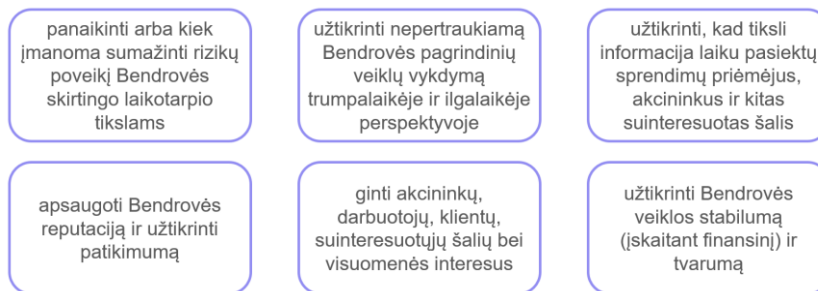 panaikinti arba kiek
įmanoma sumažinti rizikų
poveikį Bendrovės
skirtingo laikotarpio
tikslams
užtikrinti nepertraukiamą
Bendrovės pagrindinių
veiklų vykdymą
trumpalaikėje ir ilgalaikėje
perspektyvoje
užtikrinti, kad tiksli
informacija laiku pasiektų
sprendimų priėmėjus,
akcininkus ir kitas
suinteresuotas šalis
apsaugoti Bendrovės
reputaciją ir užtikrinti
patikimumą
ginti akcininkų,
darbuotojų, klientų,
suinteresuotųjų šalių bei
visuomenės interesus
užtikrinti Bendrovės
veiklos stabilumą
(įskaitant finansinį) ir
tvarumą